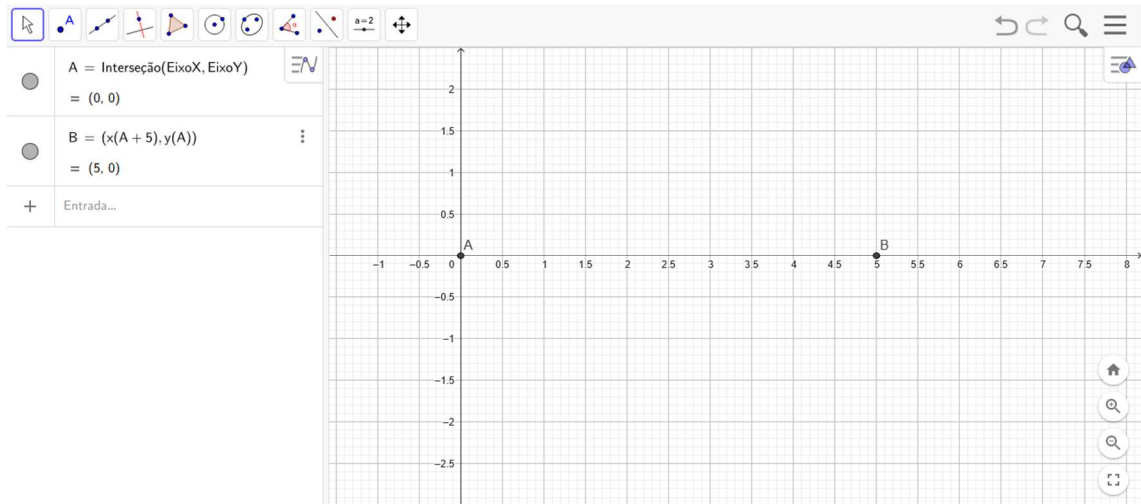 A
a=2
A = Interseção(EixoX, EixoY)
= (0, 0)
B = (x(A + 5), y(A))
= (5, 0)
+ Entrada...
2
1.5
1
0.5
A
B
−1 −0.5 0 0.5 1 1.5 2 2.5 3 3.5 4 4.5 5 5.5 6 6.5 7 7.5 8
−0.5
−1
−1.5
−2
−2.5